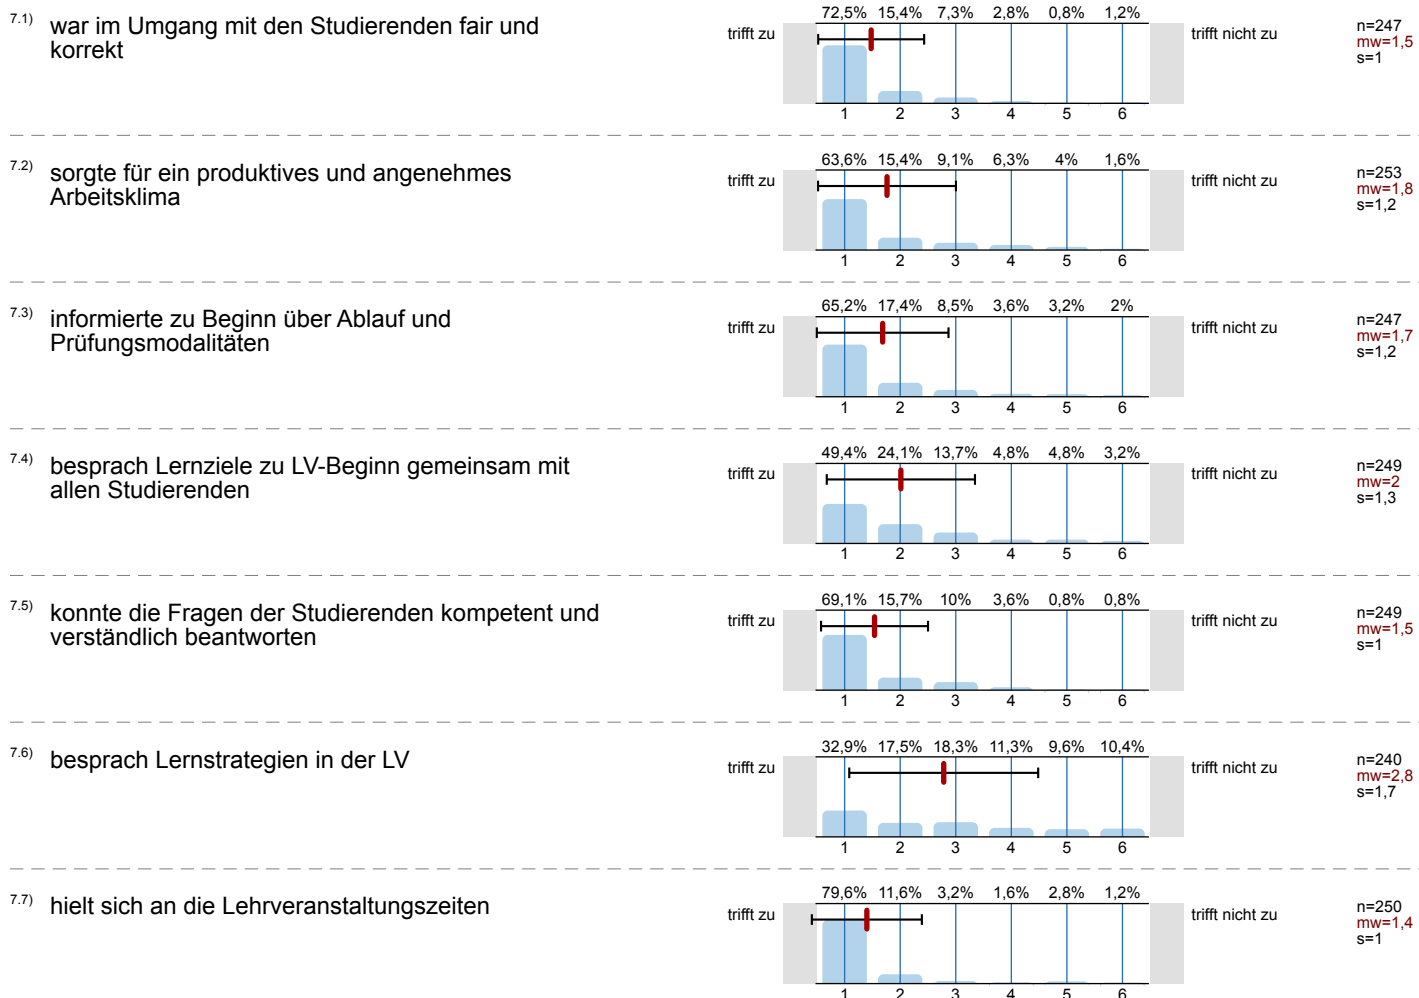 7.1) war im Umgang mit den Studierenden fair und
korrekt
72,5% 15,4% 7,3% 2,8% 0,8% 1,2%
trifft zu
trifft nicht zu
n=247
mw=1,5
s=1
1 2 3 4 5 6
7.2) sorgte für ein produktives und angenehmes
Arbeitsklima
63,6% 15,4% 9,1% 6,3% 4% 1,6%
trifft zu
trifft nicht zu
n=253
mw=1,8
s=1,2
1 2 3 4 5 6
7.3) informierte zu Beginn über Ablauf und
Prüfungsmodalitäten
65,2% 17,4% 8,5% 3,6% 3,2% 2%
trifft zu
trifft nicht zu
n=247
mw=1,7
s=1,2
1 2 3 4 5 6
7.4) besprach Lernziele zu LV-Beginn gemeinsam mit
allen Studierenden
49,4% 24,1% 13,7% 4,8% 4,8% 3,2%
trifft zu
trifft nicht zu
n=249
mw=2
s=1,3
1 2 3 4 5 6
7.5) konnte die Fragen der Studierenden kompetent und
verständlich beantworten
69,1% 15,7% 10% 3,6% 0,8% 0,8%
trifft zu
trifft nicht zu
n=249
mw=1,5
s=1
1 2 3 4 5 6
7.6) besprach Lernstrategien in der LV
32,9% 17,5% 18,3% 11,3% 9,6% 10,4%
trifft zu
trifft nicht zu
n=240
mw=2,8
s=1,7
1 2 3 4 5 6
7.7) hielt sich an die Lehrveranstaltungszeiten
79,6% 11,6% 3,2% 1,6% 2,8% 1,2%
trifft zu
trifft nicht zu
n=250
mw=1,4
s=1
1 2 3 4 5 6